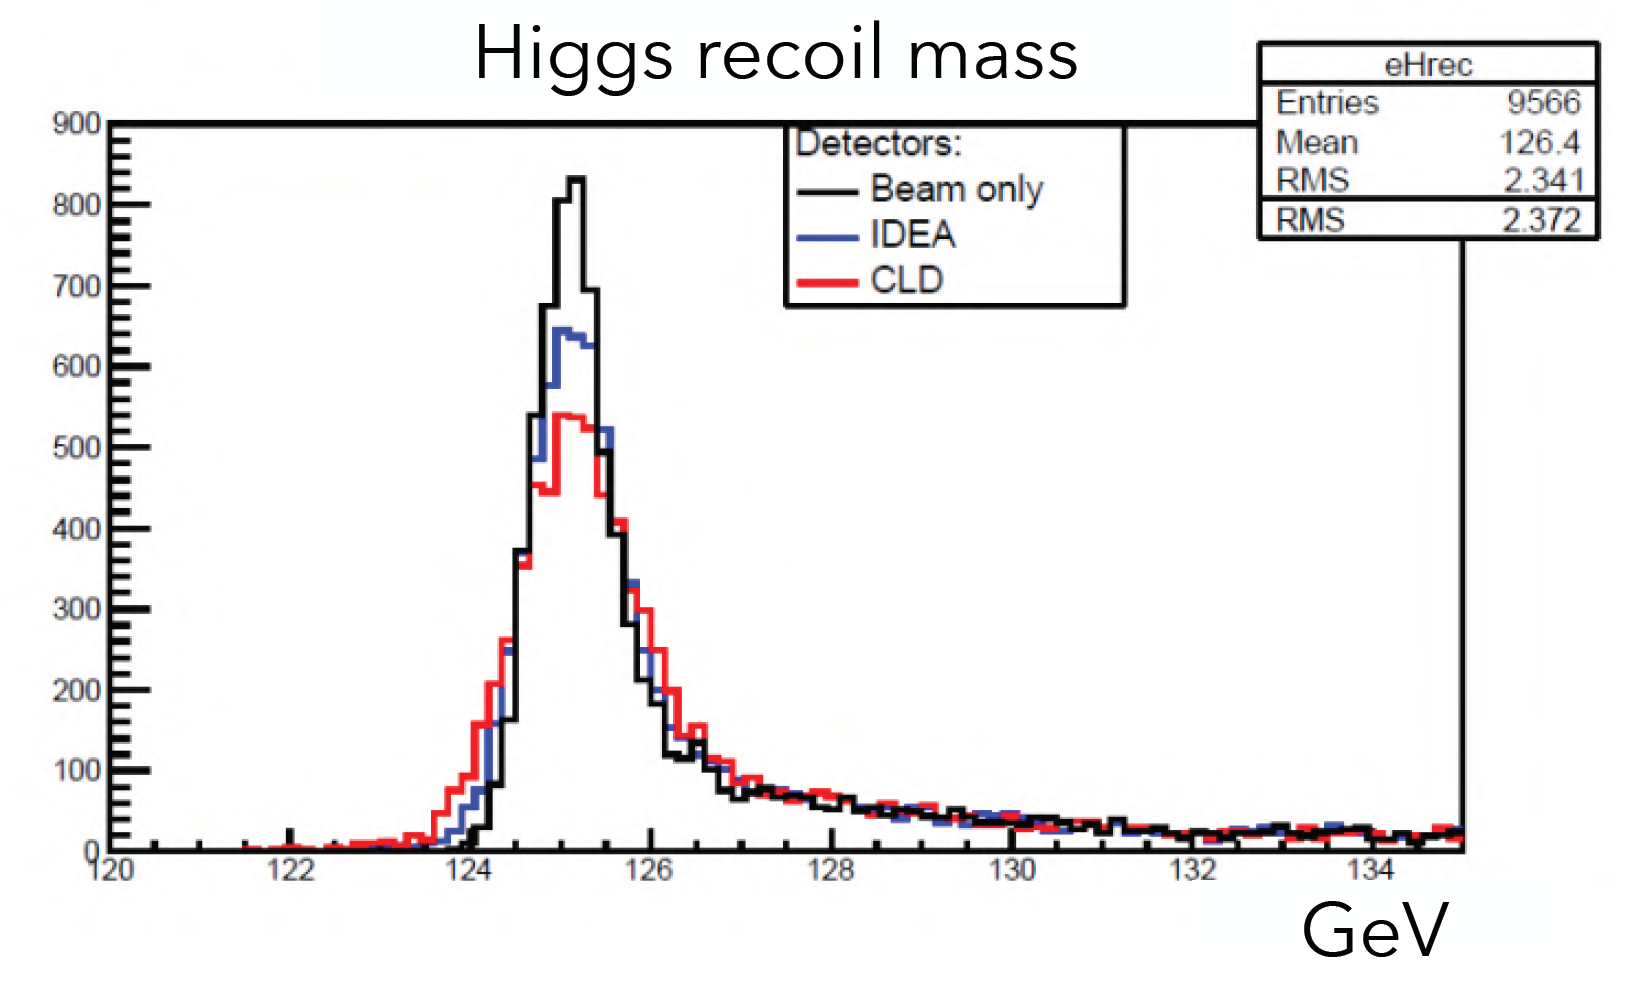 Higgs recoil mass
eHrec
Entries 9566
Mean 126.4
RMS 2.341
RMS 2.372
Detectors:
Beam only
IDEA
CLD
900
800
700
600
500
400
300
200
100
0
120 122 124 126 128 130 132 134
GeV